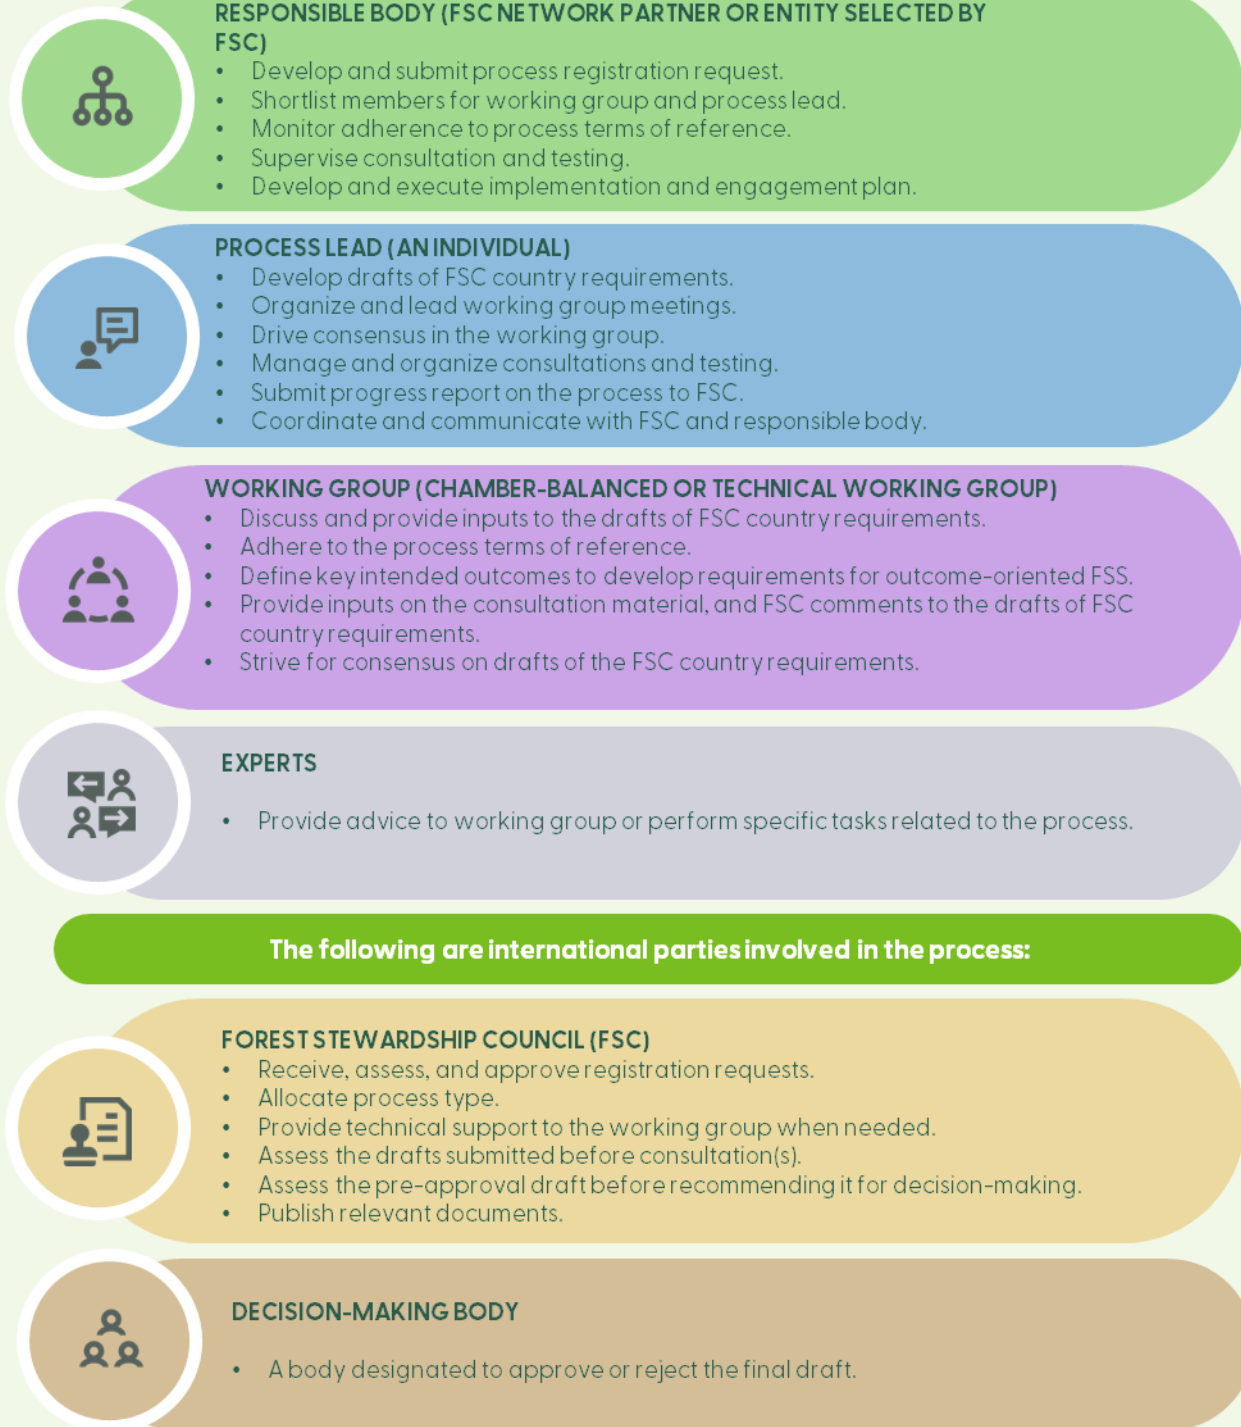 RESPONSIBLE BODY (FSC NETWORK PARTNER OR ENTITY SELECTED BY
FSC)
• Develop and submit process registration request.
• Shortlist members for working group and process lead.
• Monitor adherence to process terms of reference.
• Supervise consultation and testing.
• Develop and execute implementation and engagement plan.
PROCESS LEAD (AN INDIVIDUAL)
• Develop drafts of FSC country requirements.
• Organize and lead working group meetings.
• Drive consensus in the working group.
• Manage and organize consultations and testing.
• Submit progress report on the process to FSC.
• Coordinate and communicate with FSC and responsible body.
WORKING GROUP (CHAMBER-BALANCED OR TECHNICAL WORKING GROUP)
• Discuss and provide inputs to the drafts of FSC country requirements.
• Adhere to the process terms of reference.
• Define key intended outcomes to develop requirements for outcome-oriented FSS.
• Provide inputs on the consultation material, and FSC comments to the drafts of FSC
country requirements.
• Strive for consensus on drafts of the FSC country requirements.
EXPERTS
• Provide advice to working group or perform specific tasks related to the process.
The following are international parties involved in the process:
FOREST STEWARDSHIP COUNCIL (FSC)
• Receive, assess, and approve registration requests.
• Allocate process type.
• Provide technical support to the working group when needed.
• Assess the drafts submitted before consultation(s).
• Assess the pre-approval draft before recommending it for decision-making.
• Publish relevant documents.
DECISION-MAKING BODY
• A body designated to approve or reject the final draft.